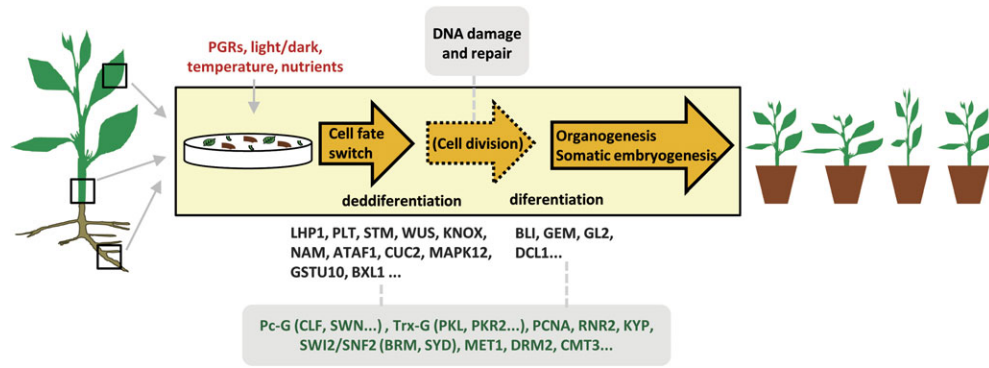 DNA damage
and repair
PGRs, light/dark,
temperature, nutrients
Cell fate
switch
(Cell division)
Organogenesis
Somatic embryogenesis
deddiferentiation
diferentiation
LHP1, PLT, STM, WUS, KNOX,
NAM, ATAF1, CUC2, MAPK12,
GSTU10, BXL1 ...
BLI, GEM, GL2,
DCL1...
Pc-G (CLF, SWN...) , Trx-G (PKL, PKR2...), PCNA, RNR2, KYP,
SWI2/SNF2 (BRM, SYD), MET1, DRM2, CMT3...